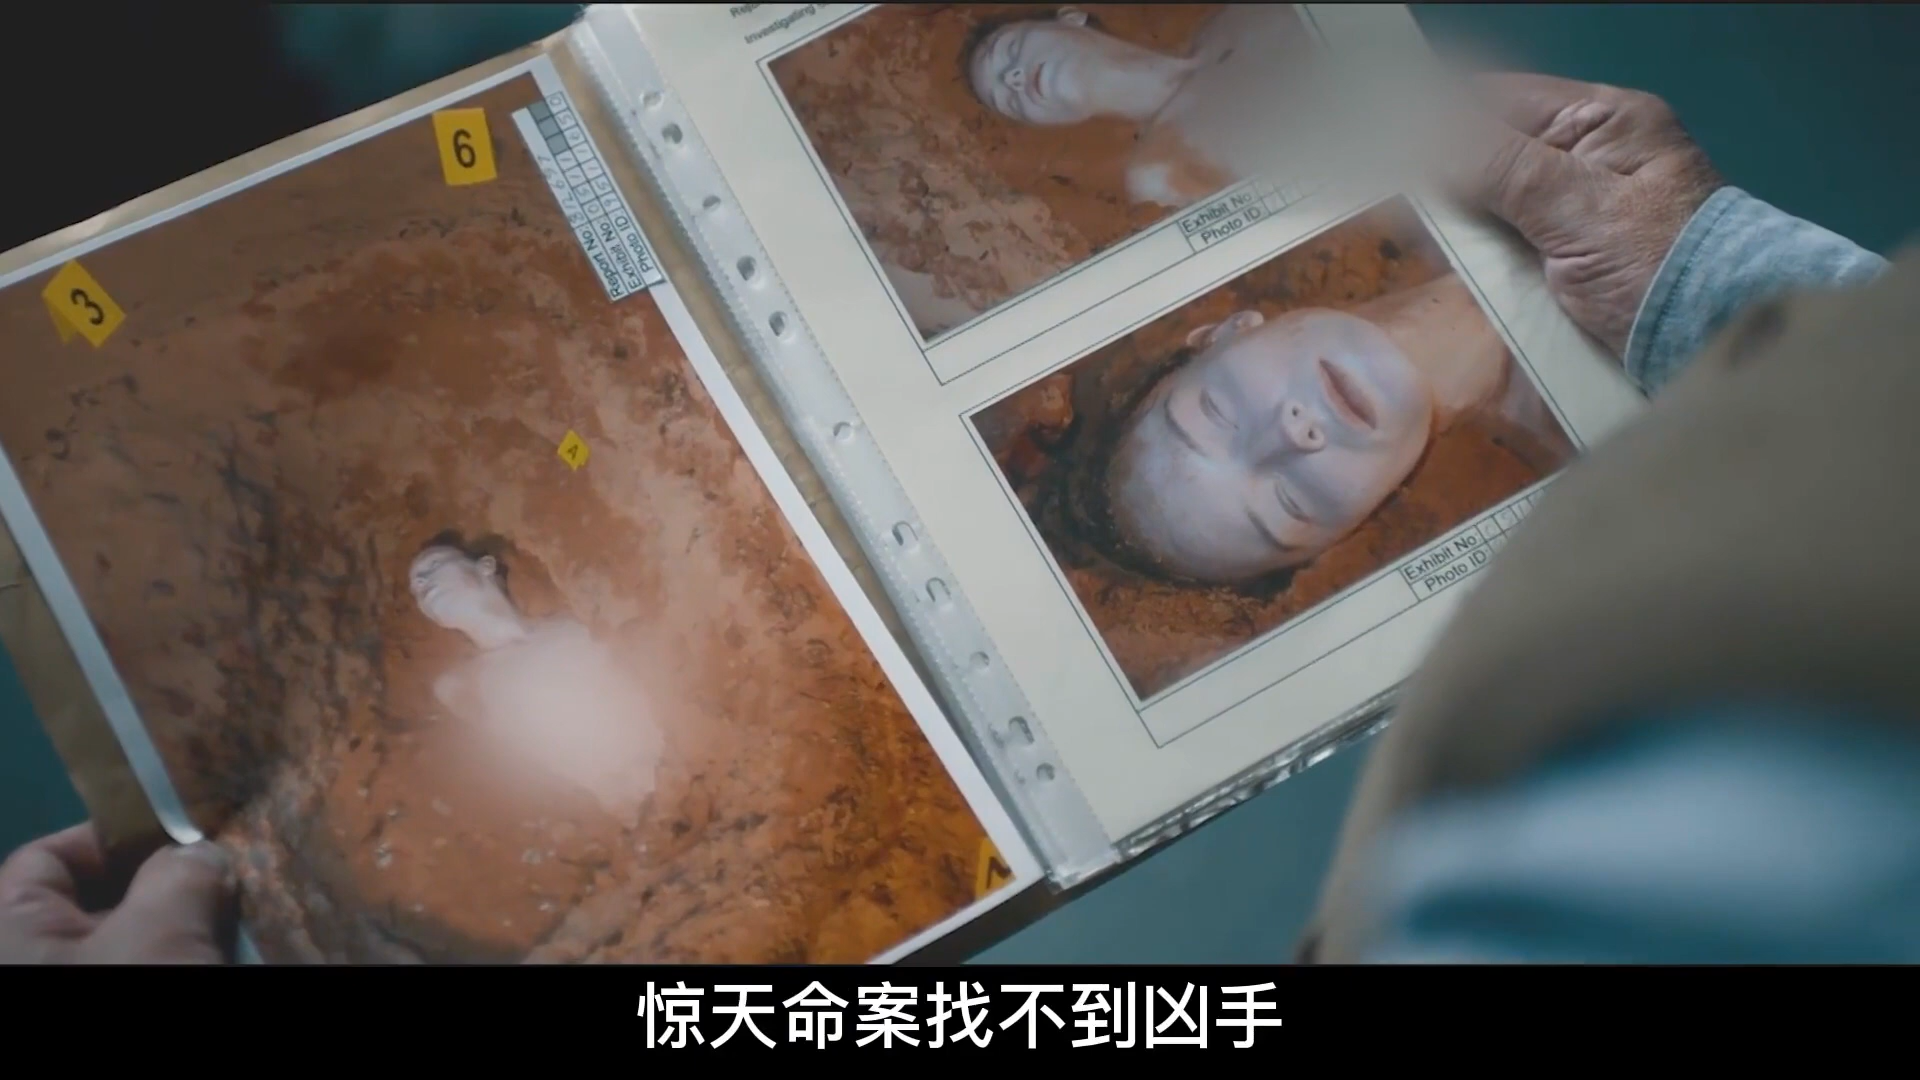 6
3
A
Report No
Exhibit No
Photo ID
Investigating
Exhibit No
Photo ID
Exhibit No
Photo ID
惊天命案找不到凶手